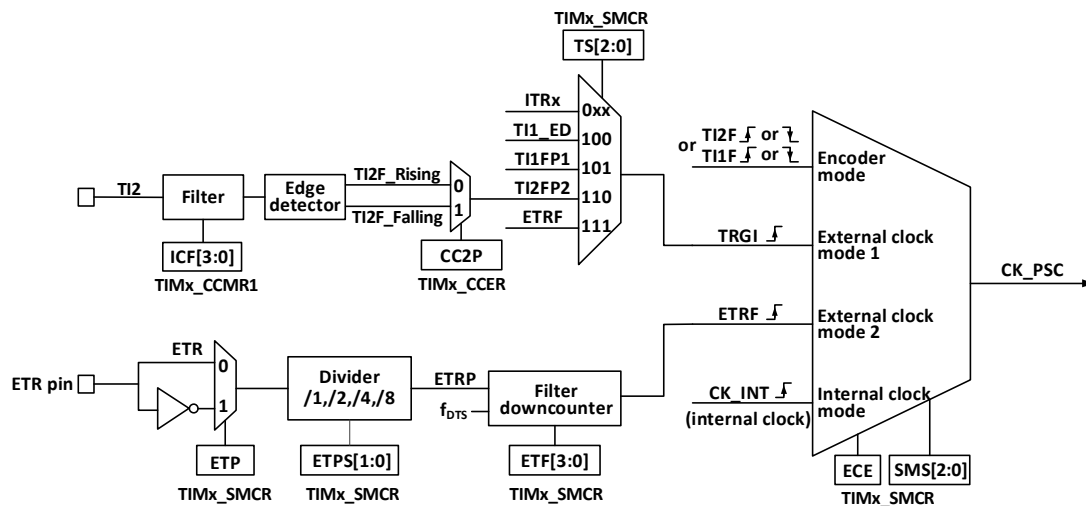 TIMx_SMCR
TS[2:0]
ITRx
0xx
TI1_ED
100
TI1FP1
101
TI2FP2
110
ETRF
111
TI2
Filter
ICF[3:0]
TIMx_CCMR1
Edge
detector
TI2F_Rising
TI2F_Falling
0
1
CC2P
TIMx_CCER
or TI2F or
TI1F or
Encoder
mode
TRGI
External clock
mode 1
CK_PSC
ETRF
External clock
mode 2
CK_INT
(internal clock)
Internal clock
mode
ECE
SMS[2:0]
TIMx_SMCR
ETR pin
ETR
0
1
ETP
TIMx_SMCR
Divider
/1,/2,/4,/8
ETPS[1:0]
TIMx_SMCR
ETRP
fDTS
Filter
downcounter
ETF[3:0]
TIMx_SMCR